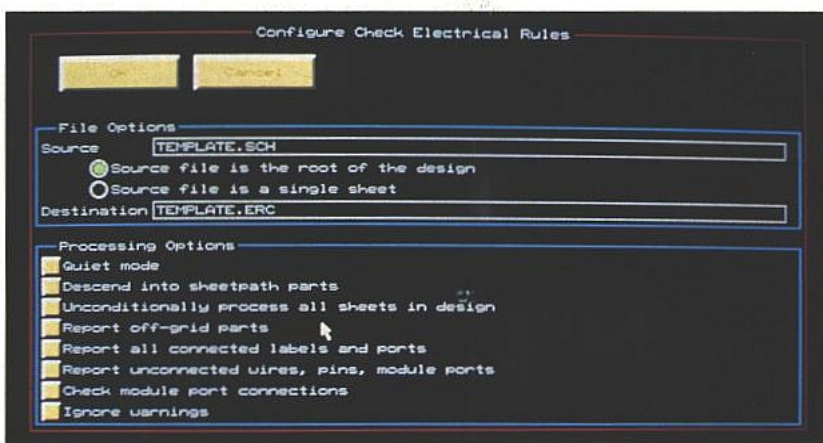 Configure Check Electrical Rules
OK Cancel
File Options
Source TEMPLATE.SCH
Source file is the root of the design
Source file is a single sheet
Destination TEMPLATE.ERC
Processing Options
Quiet mode
Descend into sheetpath parts
Unconditionally process all sheets in design
Report off-grid parts
Report all connected labels and ports
Report unconnected wires, pins, module ports
Check module port connections
Ignore warnings